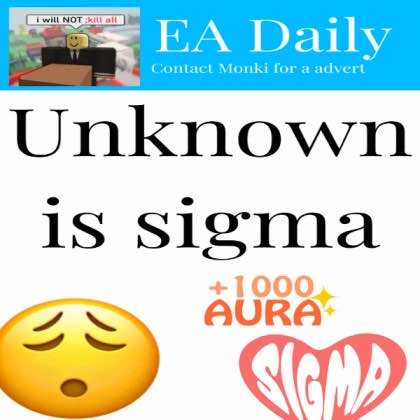 i will NOT ;kill all
EA Daily
Contact Monki for a advert
Unknown
is sigma
+1000
AURA
SIGMA